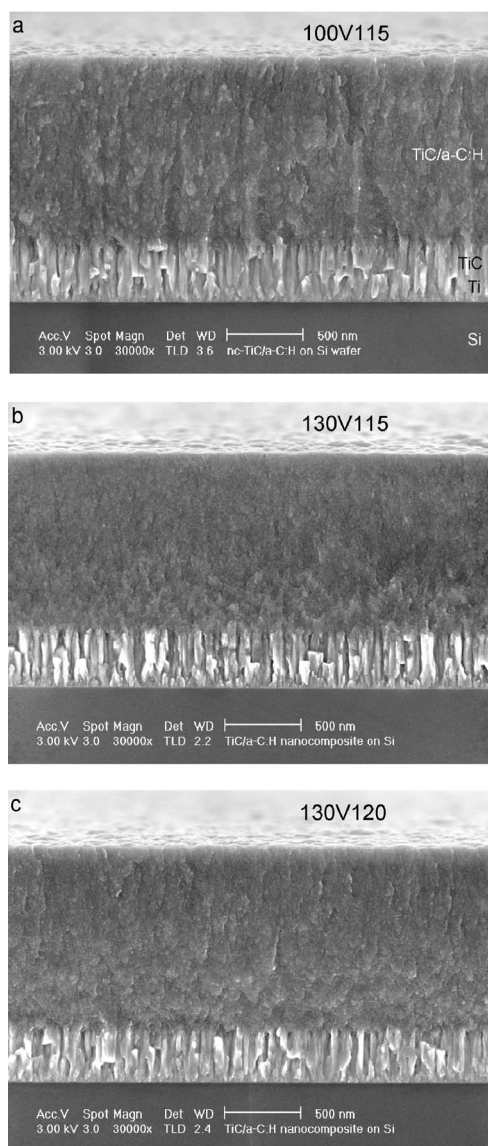 a
100V115
TiC/a-C:H
TiC
Ti
Si
Acc.V Spot Magn Det WD 500 nm
3.00 kV 3.0 30000x TLD 3.6 nc-TiC/a-C:H on Si wafer
b
130V115
Acc.V Spot Magn Det WD 500 nm
3.00 kV 3.0 30000x TLD 2.2 TiC/a-C:H nanocomposite on Si
c
130V120
Acc.V Spot Magn Det WD 500 nm
3.00 kV 3.0 30000x TLD 2.4 TiC/a-C:H nanocomposite on Si